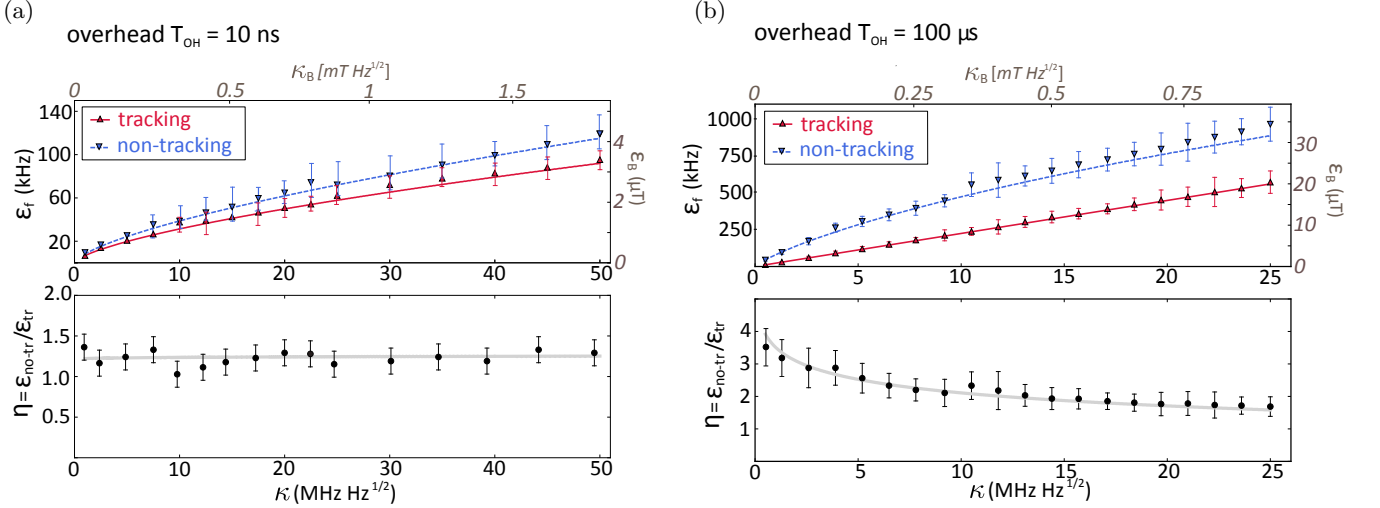 (a)
overhead T_OH = 10 ns
κ_B [mT Hz^1/2]
0 0.5 1 1.5
140
100
60
20
ε_f (kHz)
tracking
non-tracking
4
2
0
ε_B (μT)
0 10 20 30 40 50
2.0
1.5
1.0
0.5
η = ε_no-tr/ε_tr
0 10 20 30 40 50
κ (MHz Hz^1/2)
(b)
overhead T_OH = 100 μs
κ_B [mT Hz^1/2]
0 0.25 0.5 0.75
1000
750
500
250
ε_f (kHz)
tracking
non-tracking
30
20
10
0
ε_B (μT)
0 5 10 15 20 25
4
3
2
1
η = ε_no-tr/ε_tr
0 5 10 15 20 25
κ (MHz Hz^1/2)